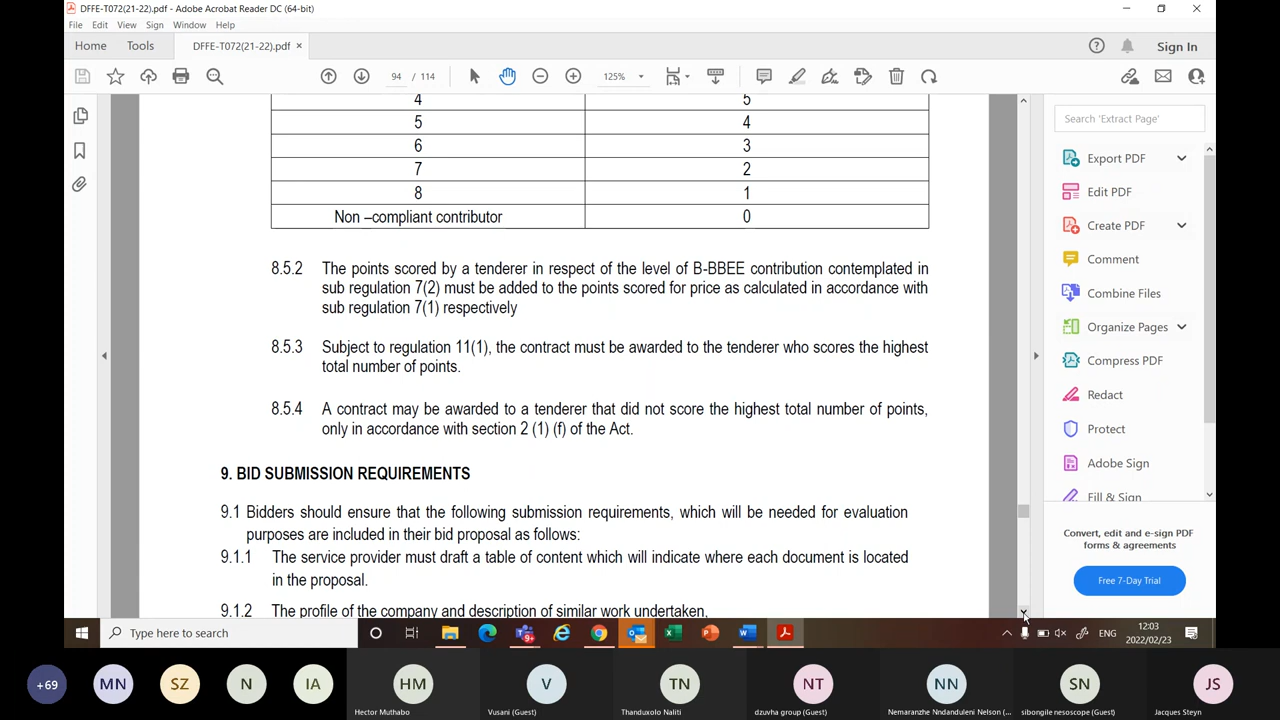 DFFE-T072(21-22).pdf - Adobe Acrobat Reader DC (64-bit)
File Edit View Sign Window Help
Home Tools DFFE-T072(21-22).pdf × Sign In
94 / 114 125%
Search 'Extract Page'
Export PDF
Edit PDF
Create PDF
Comment
Combine Files
Organize Pages
Compress PDF
Redact
Protect
Adobe Sign
Fill & Sign
Convert, edit and e-sign PDF
forms & agreements
Free 7-Day Trial
4 5
5 4
6 3
7 2
8 1
Non –compliant contributor 0
8.5.2 The points scored by a tenderer in respect of the level of B-BBEE contribution contemplated in
sub regulation 7(2) must be added to the points scored for price as calculated in accordance with
sub regulation 7(1) respectively
8.5.3 Subject to regulation 11(1), the contract must be awarded to the tenderer who scores the highest
total number of points.
8.5.4 A contract may be awarded to a tenderer that did not score the highest total number of points,
only in accordance with section 2 (1) (f) of the Act.
9. BID SUBMISSION REQUIREMENTS
9.1 Bidders should ensure that the following submission requirements, which will be needed for evaluation
purposes are included in their bid proposal as follows:
9.1.1 The service provider must draft a table of content which will indicate where each document is located
in the proposal.
9.1.2 The profile of the company and description of similar work undertaken.
Type here to search
ENG
12:03
2022/02/23
+69 MN SZ N IA HM V TN NT NN SN JS
Hector Muthabo Vusani (Guest) Thanduxolo Naliti dzuvha group (Guest) Nemaranzhe Nndanduleni Nelson (... sibongile nesoscope (Guest) Jacques Steyn